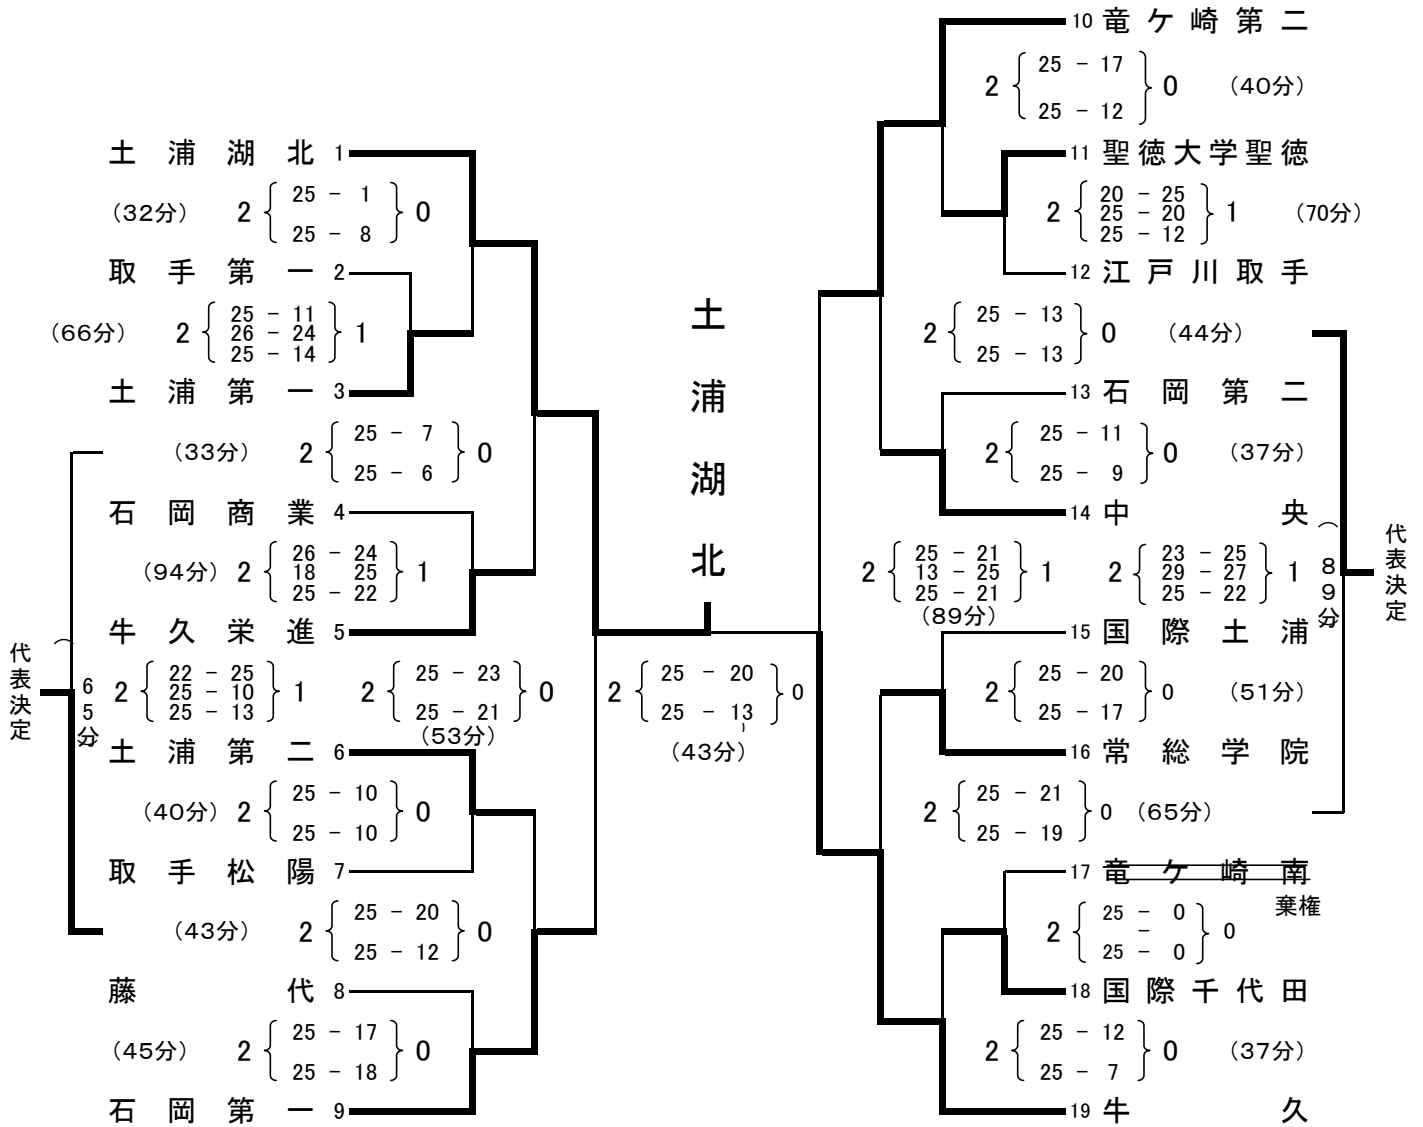 土浦湖北 1
(32分) 2 25 - 1 0
25 - 8
取手第一 2
(66分) 2 25 - 11 1
26 - 24
25 - 14
土浦第一 3
(33分) 2 25 - 7 0
25 - 6
石岡商業 4
(94分) 2 26 - 24 1
18 25
25 - 22
牛久栄進 5
代表決定
(65分)
2 22 - 25 1
25 - 10
25 - 13
2 25 - 23 0
25 - 21
(53分)
土浦第二 6
(40分) 2 25 - 10 0
25 - 10
取手松陽 7
(43分) 2 25 - 20 0
25 - 12
藤代 8
(45分) 2 25 - 17 0
25 - 18
石岡第一 9
土浦湖北
2 25 - 20 0
25 - 13
(43分)
10 竜ケ崎第二
2 25 - 17 0 (40分)
25 - 12
11 聖徳大学聖徳
2 20 - 25 1 (70分)
25 - 20
25 - 12
12 江戸川取手
2 25 - 13 0 (44分)
25 - 13
13 石岡第二
2 25 - 11 0 (37分)
25 - 9
14 中央
2 25 - 21 1
13 - 25
25 - 21
(89分)
2 23 - 25 1
29 - 27
25 - 22
(89分)
代表決定
15 国際土浦
2 25 - 20 0 (51分)
25 - 17
16 常総学院
2 25 - 21 0 (65分)
25 - 19
17 竜ケ崎南
棄権
2 25 - 0 0
-
25 - 0
18 国際千代田
2 25 - 12 0 (37分)
25 - 7
19 牛久